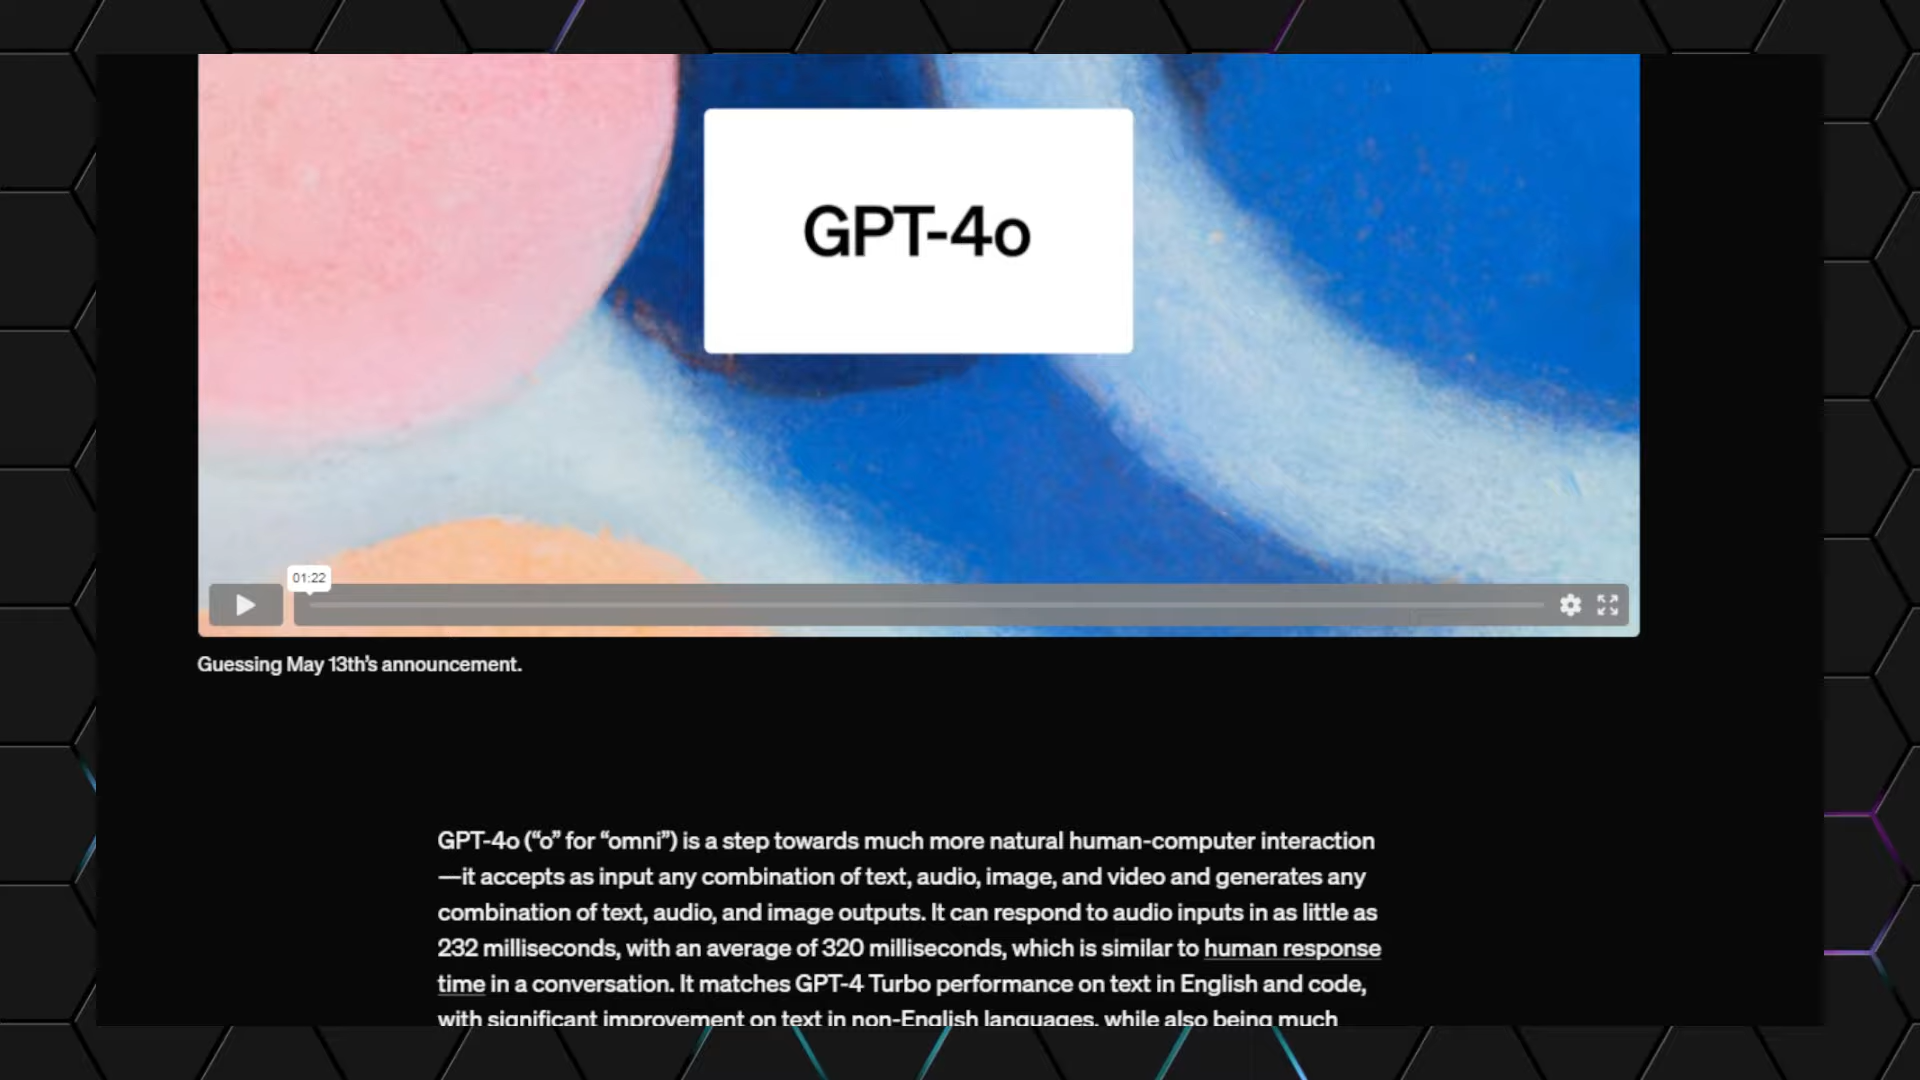 GPT-4o
01:22
Guessing May 13th's announcement.
GPT-4o (“o” for “omni”) is a step towards much more natural human-computer interaction
—it accepts as input any combination of text, audio, image, and video and generates any
combination of text, audio, and image outputs. It can respond to audio inputs in as little as
232 milliseconds, with an average of 320 milliseconds, which is similar to human response
time in a conversation. It matches GPT-4 Turbo performance on text in English and code,
with significant improvement on text in non-English languages, while also being much